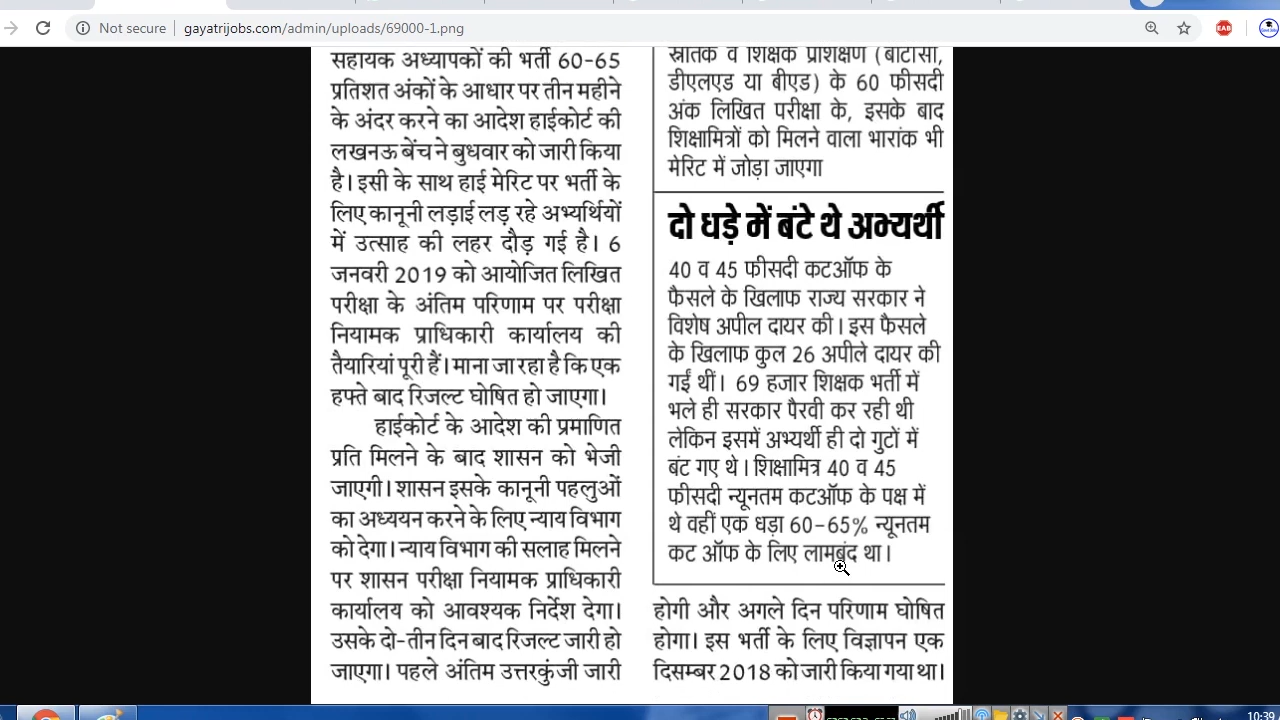 Not secure
gayatrijobs.com/admin/uploads/69000-1.png
सहायक अध्यापकों की भर्ती 60-65
प्रतिशत अंकों के आधार पर तीन महीने
के अंदर करने का आदेश हाईकोर्ट की
लखनऊ बेंच ने बुधवार को जारी किया
है। इसी के साथ हाई मेरिट पर भर्ती के
लिए कानूनी लड़ाई लड़ रहे अभ्यर्थियों
में उत्साह की लहर दौड़ गई है। 6
जनवरी 2019 को आयोजित लिखित
परीक्षा के अंतिम परिणाम पर परीक्षा
नियामक प्राधिकारी कार्यालय की
तैयारियां पूरी हैं। माना जा रहा है कि एक
हफ्ते बाद रिजल्ट घोषित हो जाएगा।
हाईकोर्ट के आदेश की प्रमाणित
प्रति मिलने के बाद शासन को भेजी
जाएगी। शासन इसके कानूनी पहलुओं
का अध्ययन करने के लिए न्याय विभाग
को देगा। न्याय विभाग की सलाह मिलने
पर शासन परीक्षा नियामक प्राधिकारी
कार्यालय को आवश्यक निर्देश देगा।
उसके दो-तीन दिन बाद रिजल्ट जारी हो
जाएगा। पहले अंतिम उत्तरकुंजी जारी
स्नातक व शिक्षक प्रशिक्षण (बीटीसी,
डीएलएड या बीएड) के 60 फीसदी
अंक लिखित परीक्षा के, इसके बाद
शिक्षामित्रों को मिलने वाला भारांक भी
मेरिट में जोड़ा जाएगा
दो धड़े में बंटे थे अभ्यर्थी
40 व 45 फीसदी कटऑफ के
फैसले के खिलाफ राज्य सरकार ने
विशेष अपील दायर की। इस फैसले
के खिलाफ कुल 26 अपीले दायर की
गईं थीं। 69 हजार शिक्षक भर्ती में
भले ही सरकार पैरवी कर रही थी
लेकिन इसमें अभ्यर्थी ही दो गुटों में
बंट गए थे। शिक्षामित्र 40 व 45
फीसदी न्यूनतम कटऑफ के पक्ष में
थे वहीं एक धड़ा 60-65% न्यूनतम
कट ऑफ के लिए लामबंद था।
होगी और अगले दिन परिणाम घोषित
होगा। इस भर्ती के लिए विज्ञापन एक
दिसम्बर 2018 को जारी किया गया था।
10:30